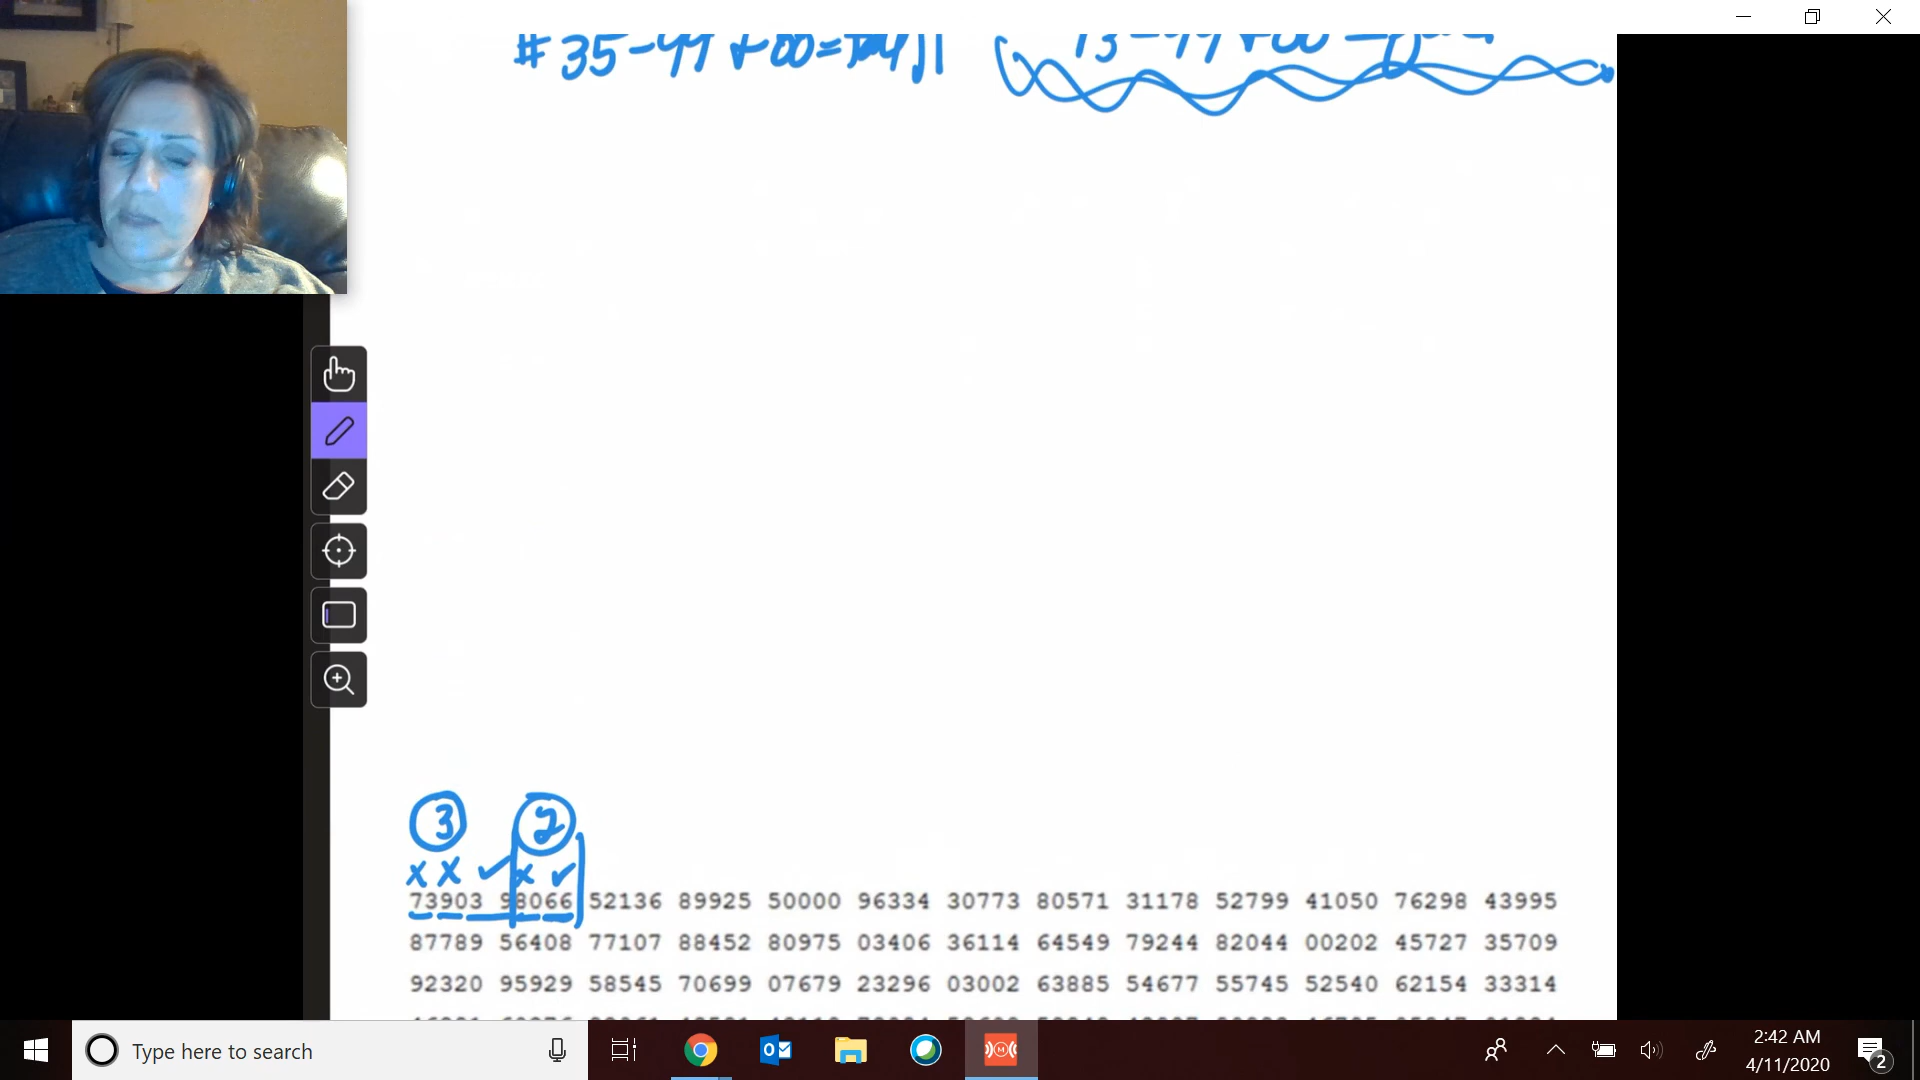 # 35-99 + 00 =
③ ②
x x ✓ x ✓
73903 98066 52136 89925 50000 96334 30773 80571 31178 52799 41050 76298 43995
87789 56408 77107 88452 80975 03406 36114 64549 79244 82044 00202 45727 35709
92320 95929 58545 70699 07679 23296 03002 63885 54677 55745 52540 62154 33314
Type here to search
2:42 AM
4/11/2020
2